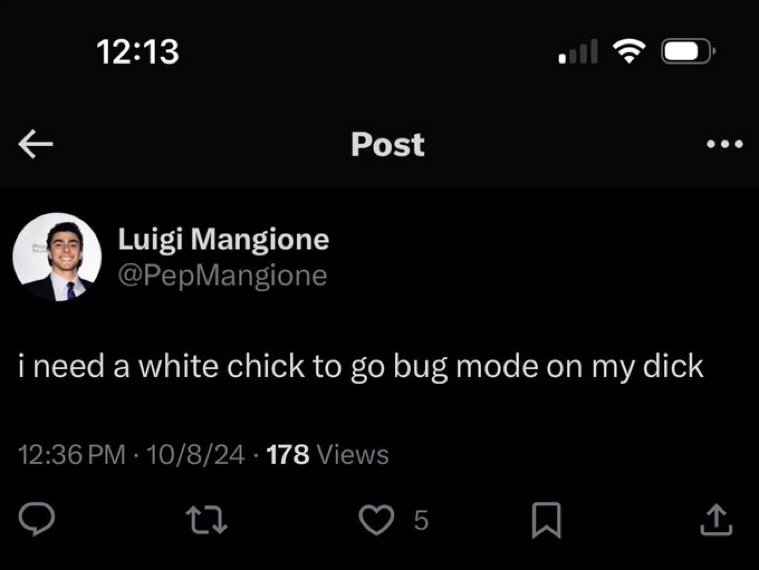 12:13
Post
Luigi Mangione
@PepMangione
i need a white chick to go bug mode on my dick
12:36 PM · 10/8/24 · 178 Views
5